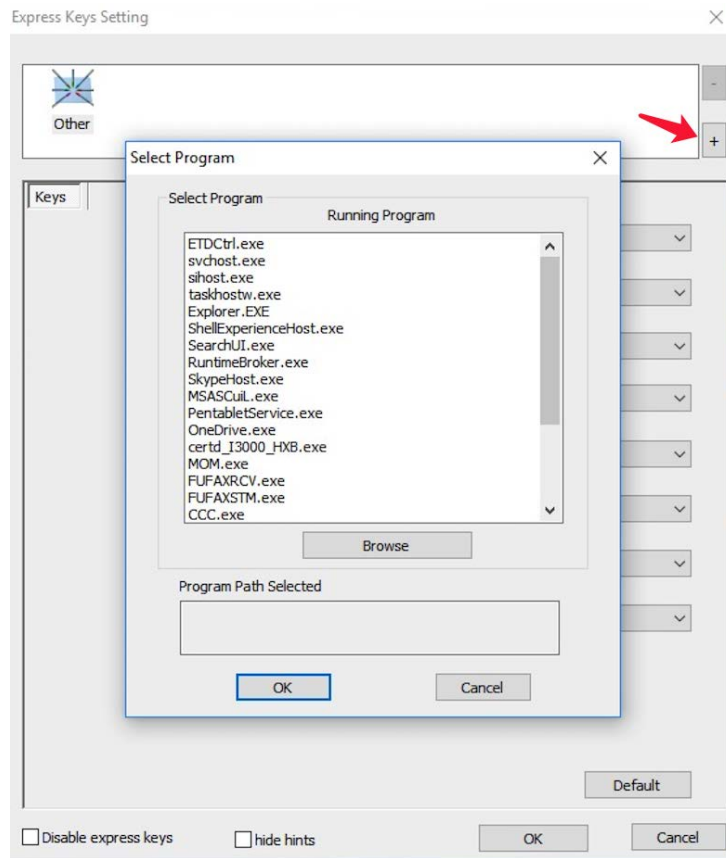 Express Keys Setting
-
Other
+
Select Program
Keys
Select Program
Running Program
ETDCtrl.exe
svchost.exe
sihost.exe
taskhostw.exe
Explorer.EXE
ShellExperienceHost.exe
SearchUI.exe
RuntimeBroker.exe
SkypeHost.exe
MSASCuiL.exe
PentabletService.exe
OneDrive.exe
certd_I3000_HXB.exe
MOM.exe
FUFAXRCV.exe
FUFAXSTM.exe
CCC.exe
Browse
Program Path Selected
OK
Cancel
Default
Disable express keys
hide hints
OK
Cancel